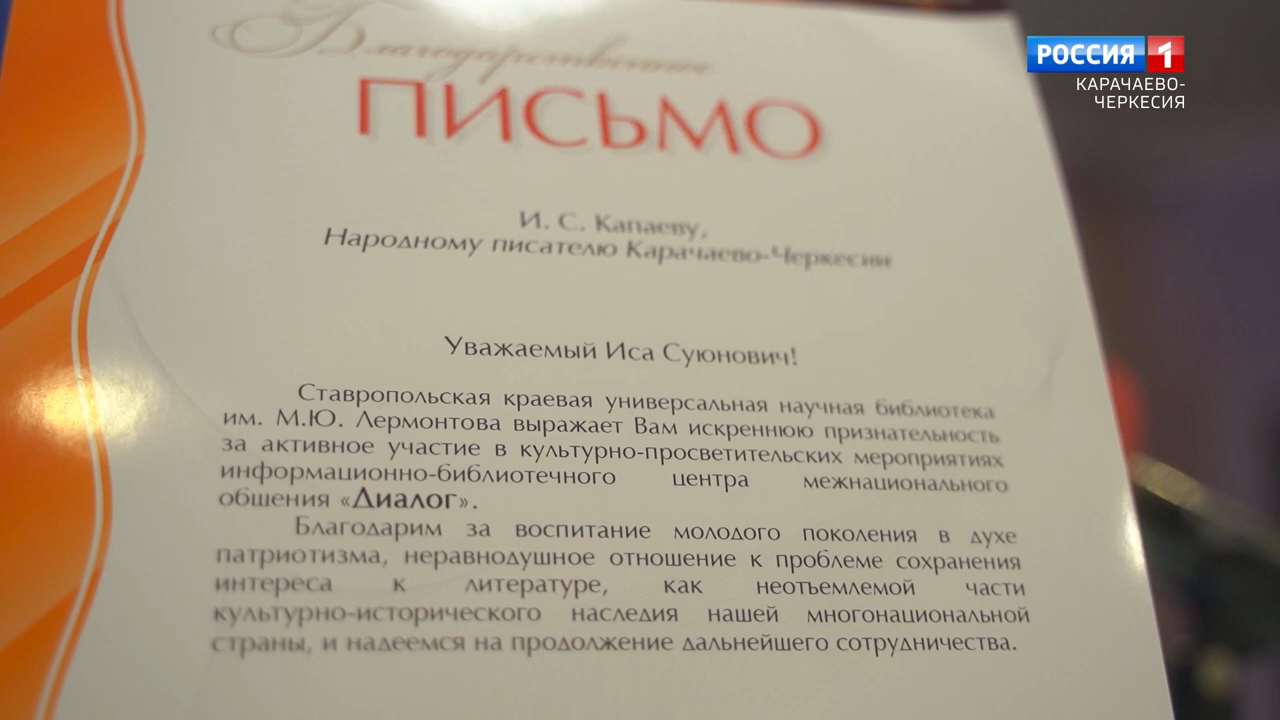 Благодарственное
ПИСЬМО
РОССИЯ 1
КАРАЧАЕВО-
ЧЕРКЕСИЯ
И. С. Капаеву,
Народному писателю Карачаево-Черкесии
Уважаемый Иса Суюнович!
Ставропольская краевая универсальная научная библиотека
им. М.Ю. Лермонтова выражает Вам искреннюю признательность
за активное участие в культурно-просветительских мероприятиях
информационно-библиотечного центра межнационального
общения «Диалог».
Благодарим за воспитание молодого поколения в духе
патриотизма, неравнодушное отношение к проблеме сохранения
интереса к литературе, как неотъемлемой части
культурно-исторического наследия нашей многонациональной
страны, и надеемся на продолжение дальнейшего сотрудничества.